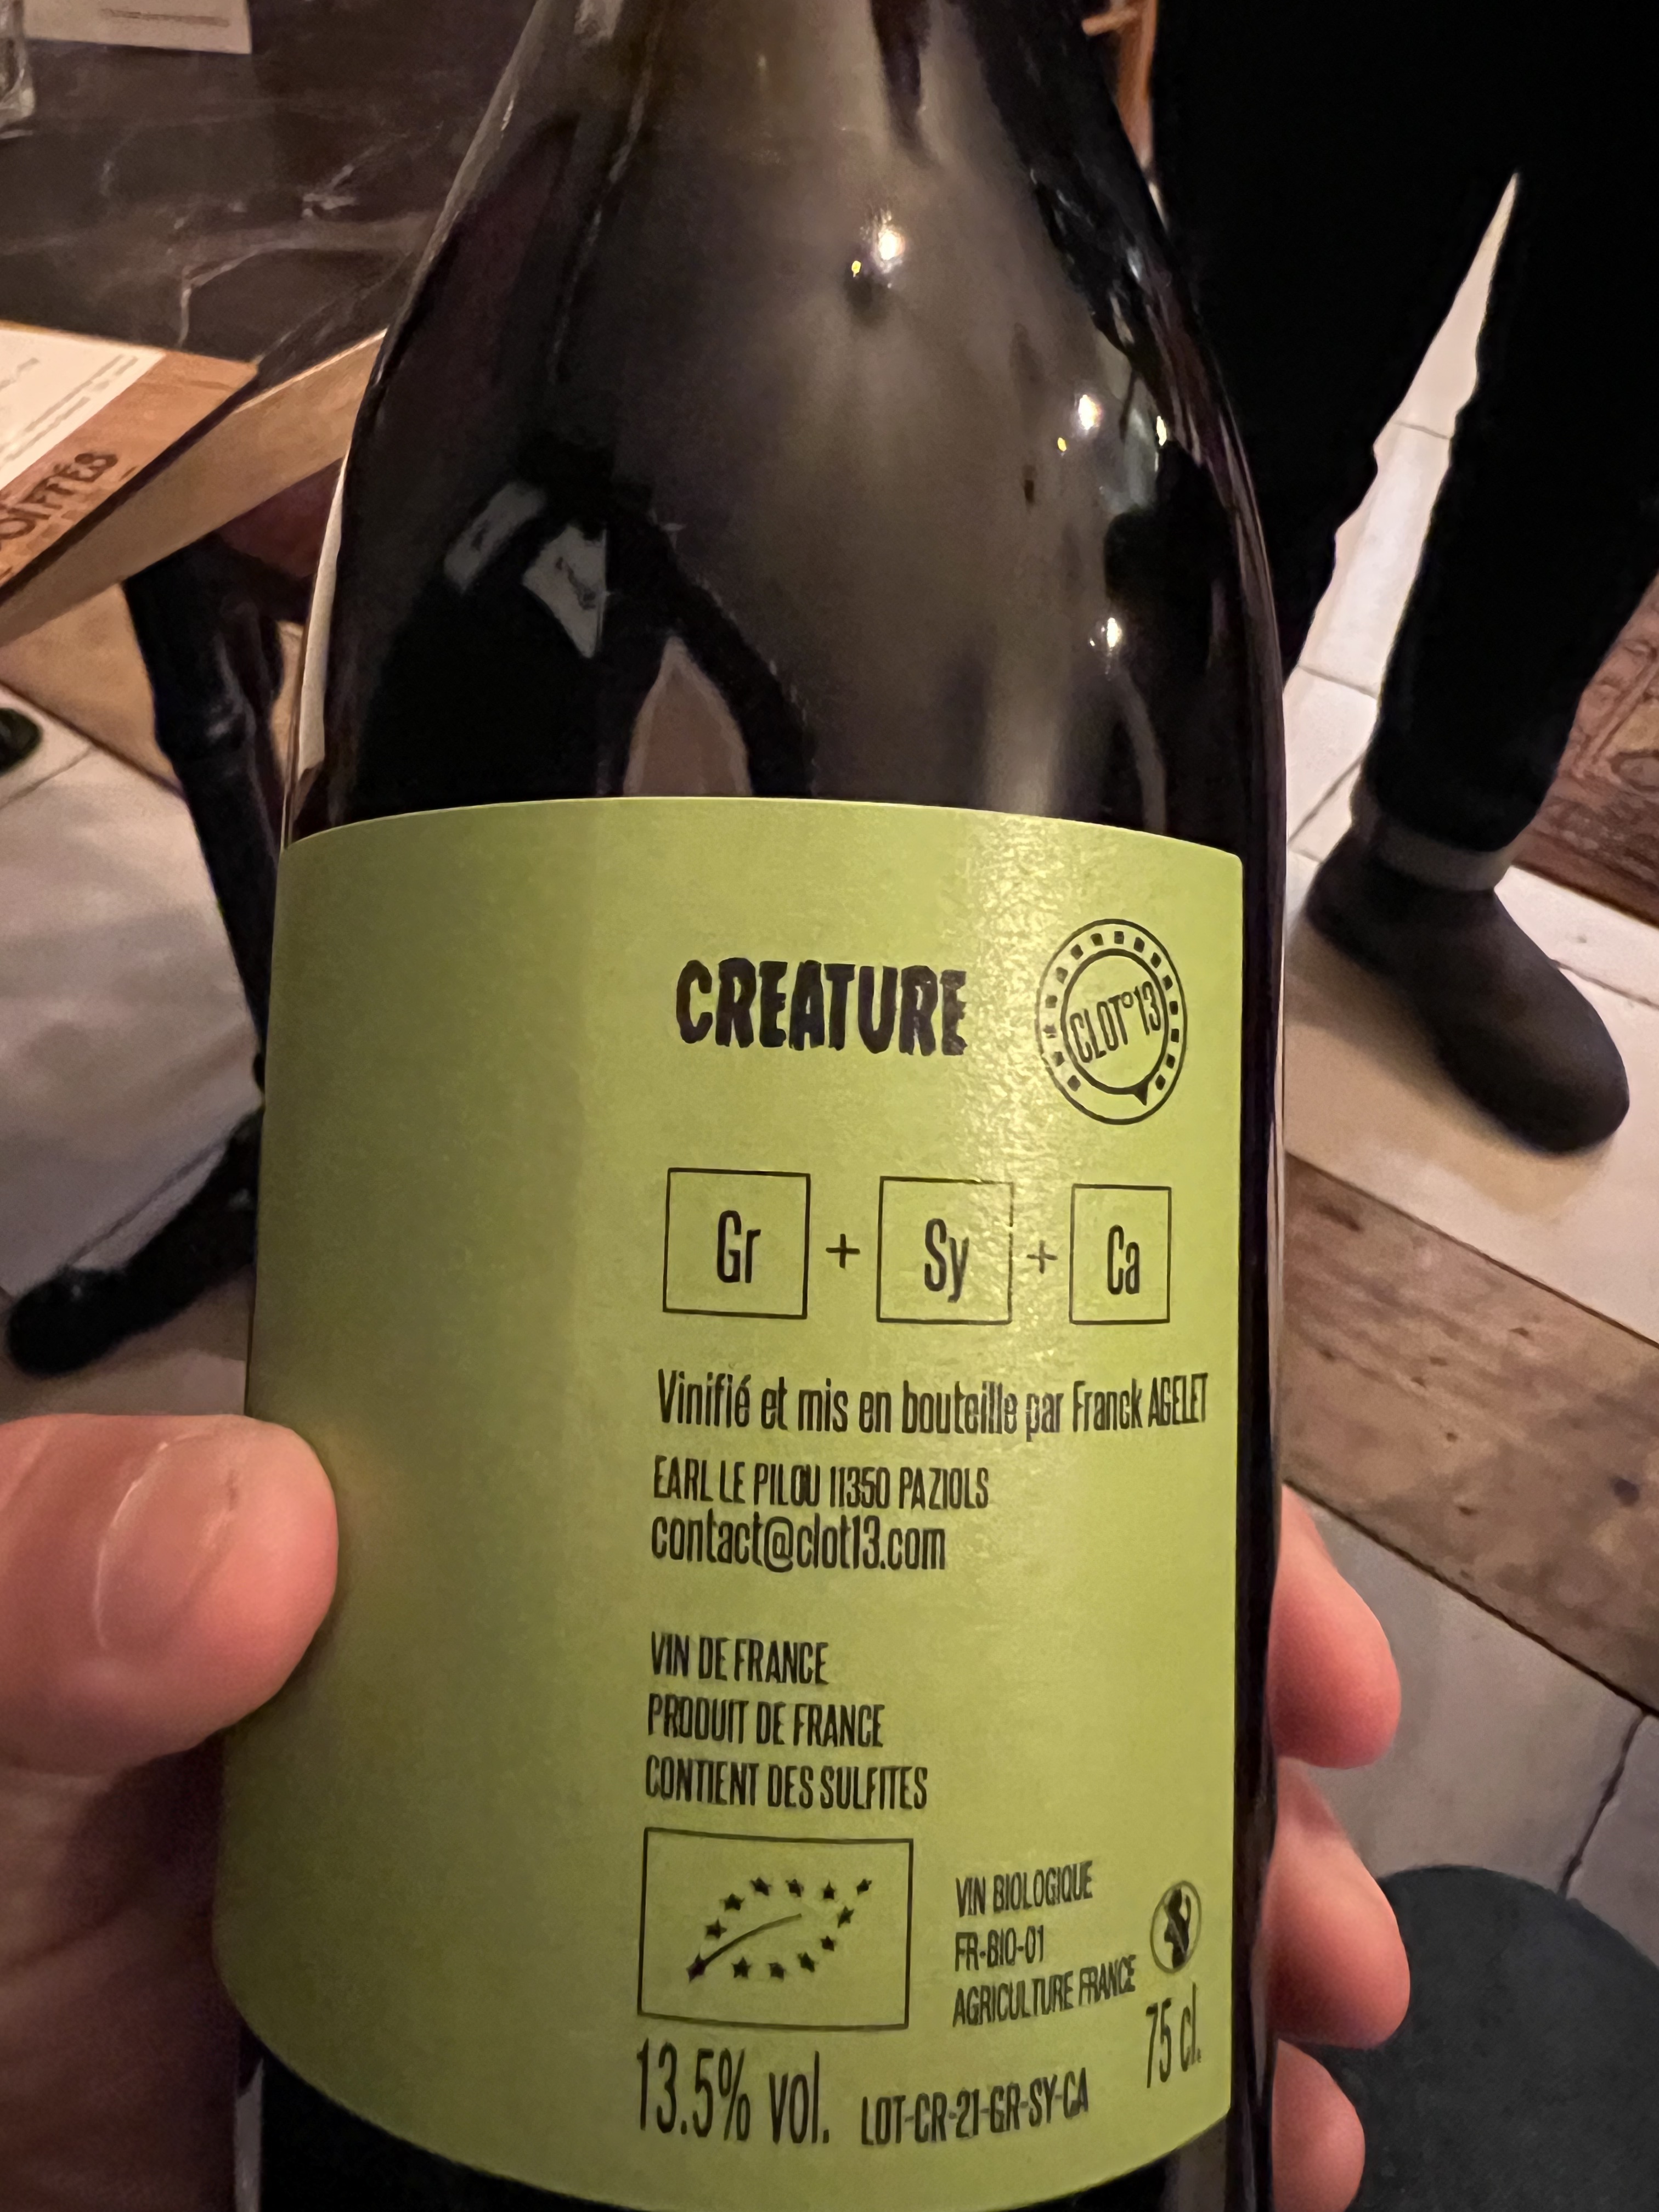 CREATURE
CLOT°13
Gr + Sy + Ca
Vinifié et mis en bouteille par Franck AGELET
EARL LE PILOU 11350 PAZIOLS
contact@clot13.com
VIN DE FRANCE
PRODUIT DE FRANCE
CONTIENT DES SULFITES
VIN BIOLOGIQUE
FR-BIO-01
AGRICULTURE FRANCE
75 cl.
13.5% vol. LOT-CR-21-GR-SY-CA